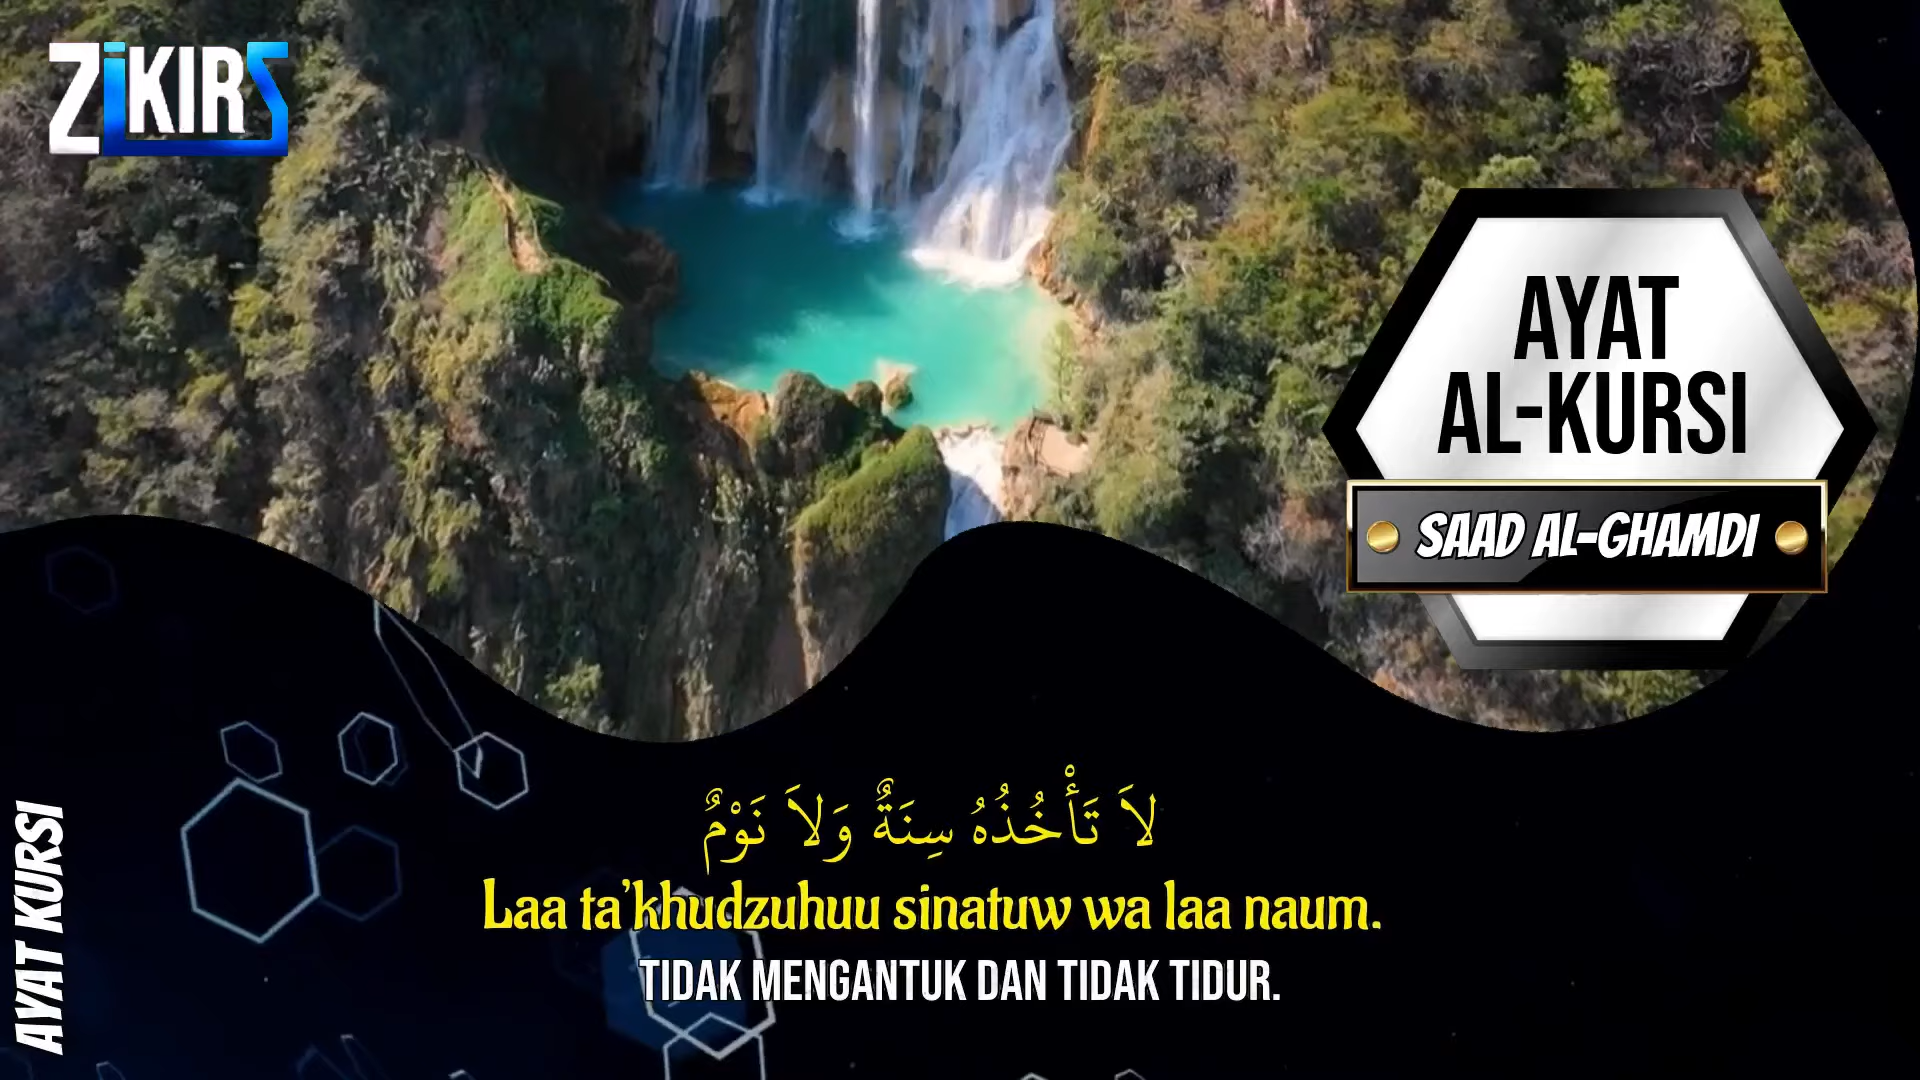 ZiKIRS
AYAT
AL-KURSI
SAAD AL-GHAMDI
لاَ تَأْخُذُهُ سِنَةٌ وَلاَ نَوْمٌ
Laa ta'khudzuhuu sinatuw wa laa naum.
TIDAK MENGANTUK DAN TIDAK TIDUR.
AYAT KURSI